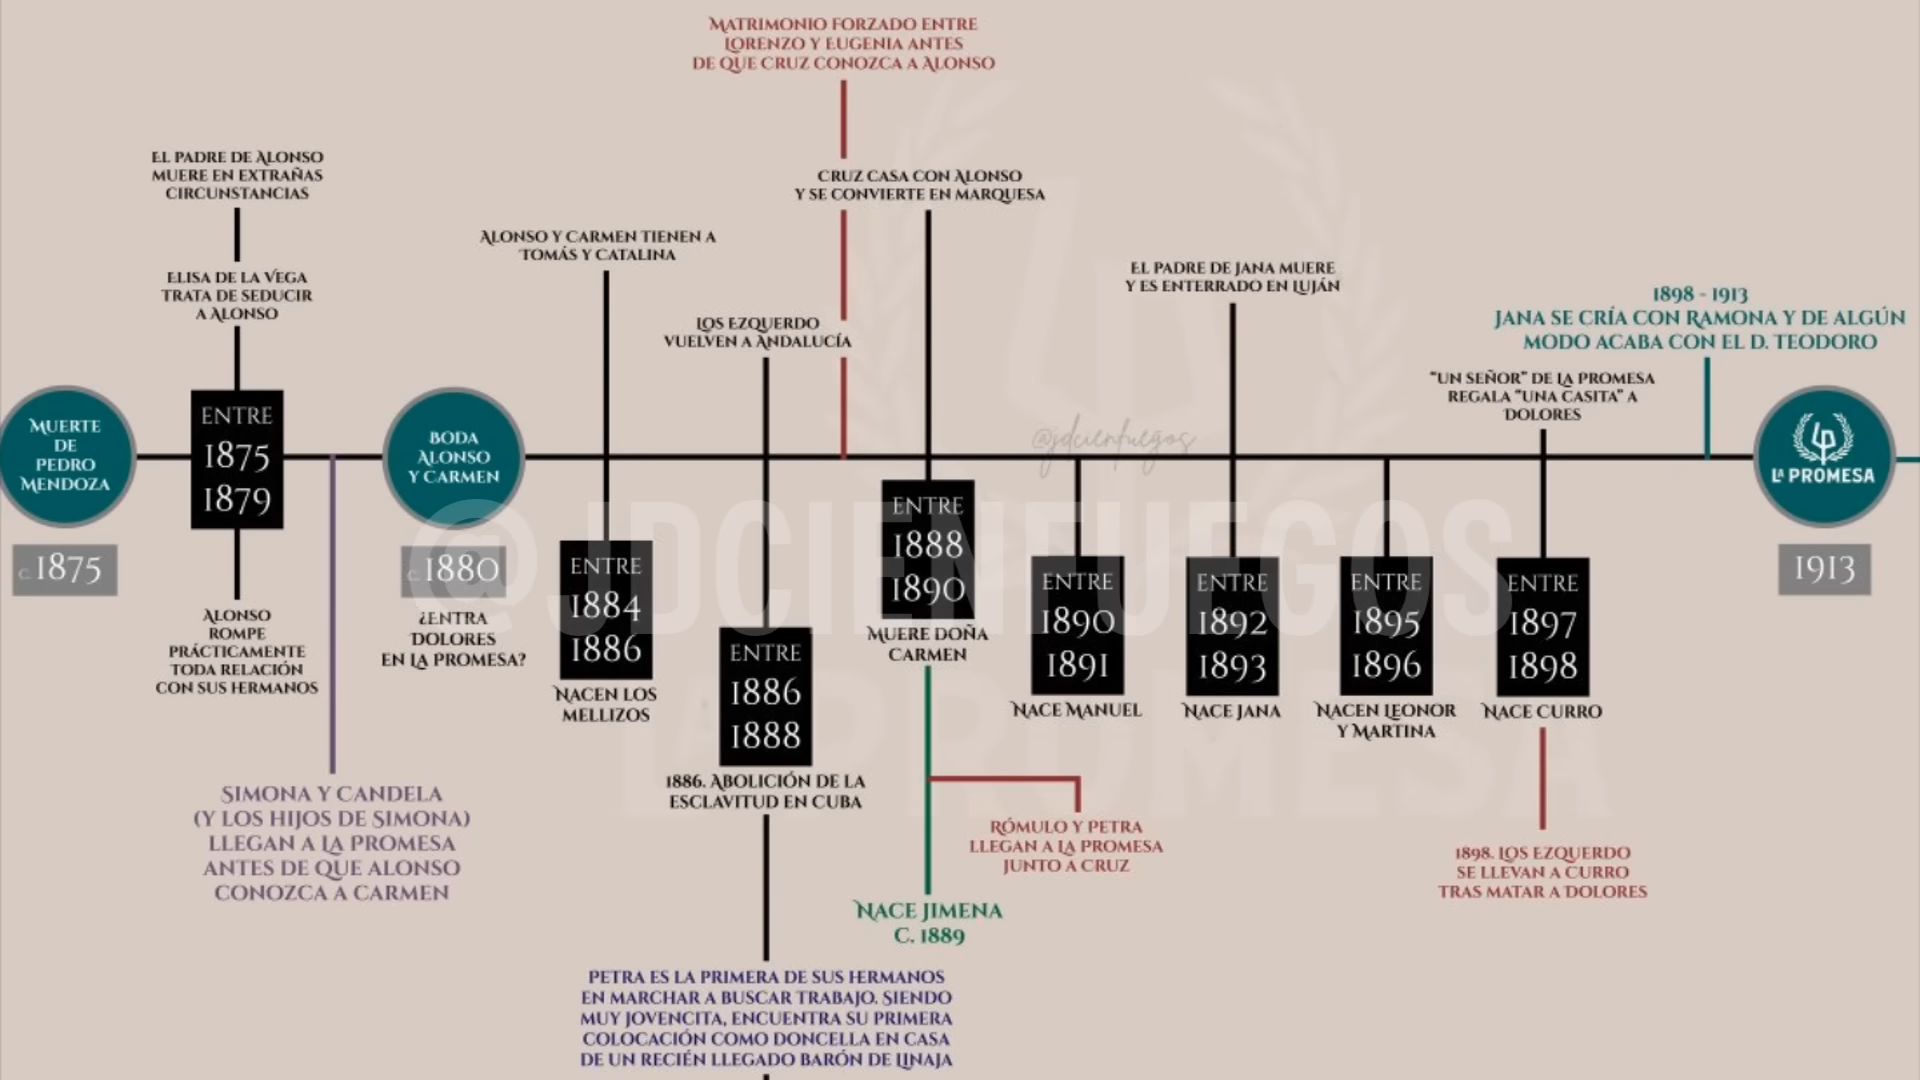 MATRIMONIO FORZADO ENTRE
LORENZO Y EUGENIA ANTES
DE QUE CRUZ CONOZCA A ALONSO
EL PADRE DE ALONSO
MUERE EN EXTRAÑAS
CIRCUNSTANCIAS
CRUZ CASA CON ALONSO
Y SE CONVIERTE EN MARQUESA
ALONSO Y CARMEN TIENEN A
TOMÁS Y CATALINA
ELISA DE LA VEGA
TRATA DE SEDUCIR
A ALONSO
EL PADRE DE JANA MUERE
Y ES ENTERRADO EN LUJÁN
LOS EZQUERDO
VUELVEN A ANDALUCÍA
1898 - 1913
JANA SE CRÍA CON RAMONA Y DE ALGÚN
MODO ACABA CON EL D. TEODORO
"UN SEÑOR" DE LA PROMESA
REGALA "UNA CASITA" A
DOLORES
MUERTE
DE
PEDRO
MENDOZA
c. 1875
ENTRE
1875
1879
ALONSO
ROMPE
PRÁCTICAMENTE
TODA RELACIÓN
CON SUS HERMANOS
BODA
ALONSO
Y CARMEN
c. 1880
¿ENTRA
DOLORES
EN LA PROMESA?
@jdcienfuegos
LP
LA PROMESA
1913
@JDCIENFUEGOS
LA PROMESA
ENTRE
1884
1886
NACEN LOS
MELLIZOS
ENTRE
1886
1888
1886. ABOLICIÓN DE LA
ESCLAVITUD EN CUBA
ENTRE
1888
1890
MUERE DOÑA
CARMEN
ENTRE
1890
1891
NACE MANUEL
ENTRE
1892
1893
NACE JANA
ENTRE
1895
1896
NACEN LEONOR
Y MARTINA
ENTRE
1897
1898
NACE CURRO
SIMONA Y CANDELA
(Y LOS HIJOS DE SIMONA)
LLEGAN A LA PROMESA
ANTES DE QUE ALONSO
CONOZCA A CARMEN
RÓMULO Y PETRA
LLEGAN A LA PROMESA
JUNTO A CRUZ
1898. LOS EZQUERDO
SE LLEVAN A CURRO
TRAS MATAR A DOLORES
NACE JIMENA
C. 1889
PETRA ES LA PRIMERA DE SUS HERMANOS
EN MARCHAR A BUSCAR TRABAJO. SIENDO
MUY JOVENCITA, ENCUENTRA SU PRIMERA
COLOCACIÓN COMO DONCELLA EN CASA
DE UN RECIÉN LLEGADO BARÓN DE LINAJA